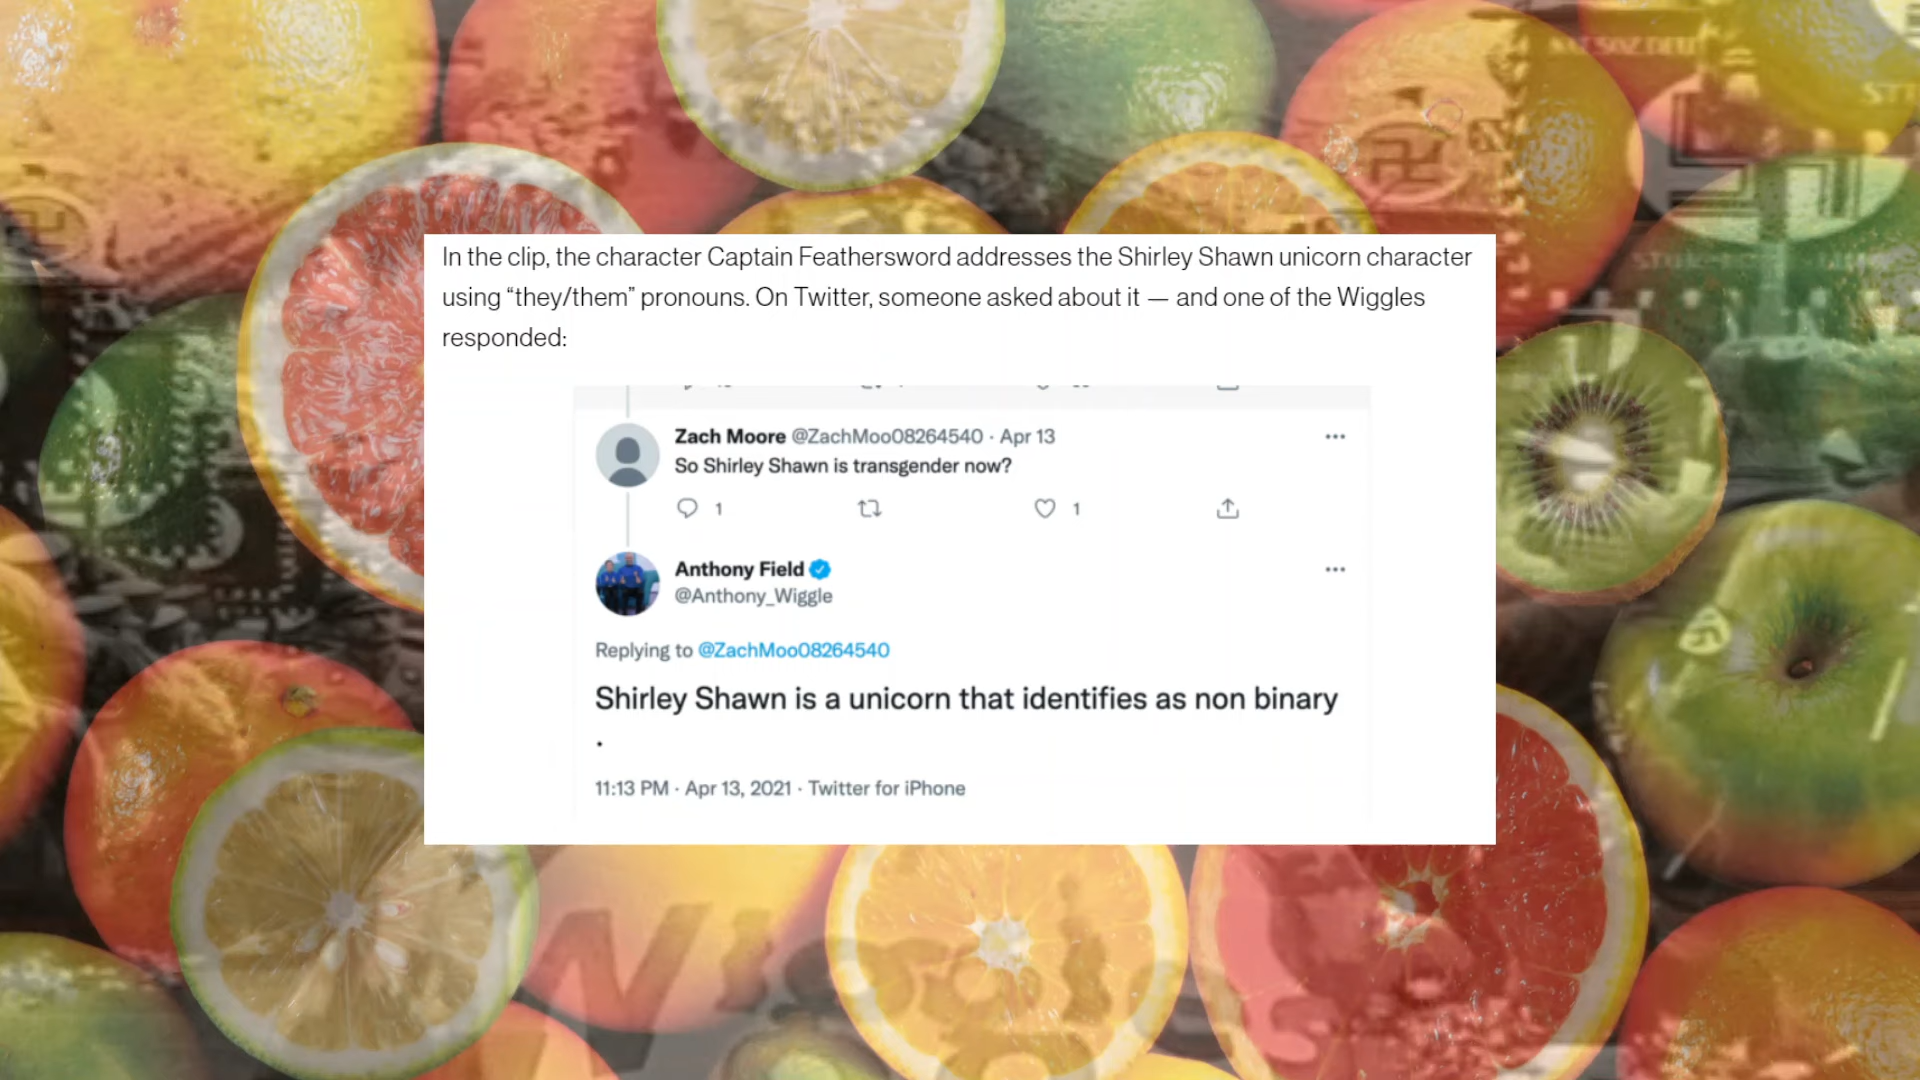 In the clip, the character Captain Feathersword addresses the Shirley Shawn unicorn character
using “they/them” pronouns. On Twitter, someone asked about it — and one of the Wiggles
responded:
Zach Moore @ZachMoo08264540 · Apr 13
So Shirley Shawn is transgender now?
1 1
Anthony Field
@Anthony_Wiggle
Replying to @ZachMoo08264540
Shirley Shawn is a unicorn that identifies as non binary
.
11:13 PM · Apr 13, 2021 · Twitter for iPhone